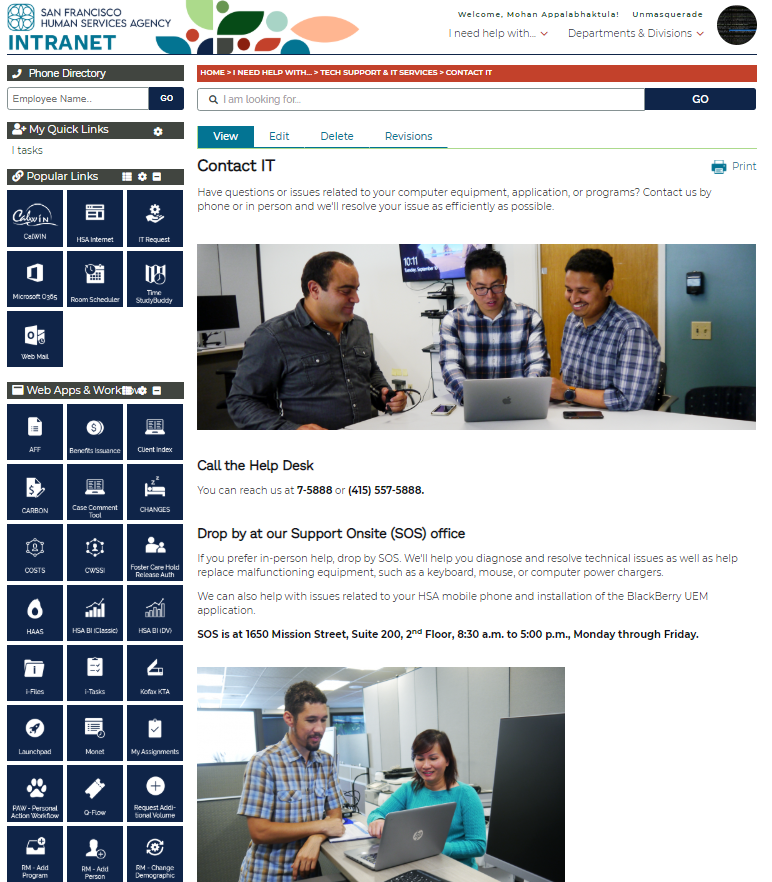 SAN FRANCISCO
HUMAN SERVICES AGENCY
INTRANET
Welcome, Mohan Appalabhaktula! Unmasquerade
I need help with... Departments & Divisions
Phone Directory
Employee Name.. GO
My Quick Links
I tasks
Popular Links
CalWIN
CalWIN
HSA Internet
IT Request
Microsoft O365
Room Scheduler
Time
StudyBuddy
Web Mail
Web Apps & Workflow
AFF
Benefits Issuance
Client Index
CARBON
Case Comment
Tool
CHANGES
COSTS
CWSSI
Foster Care Hold
Release Auth
HAAS
HSA BI (Classic)
HSA BI (DV)
i-Files
i-Tasks
Kofax KTA
Launchpad
Monet
My Assignments
PAW - Personal
Action Workflow
Q-Flow
Request Addi-
tional Volume
RM - Add
Program
RM - Add
Person
RM - Change
Demographic
HOME > I NEED HELP WITH... > TECH SUPPORT & IT SERVICES > CONTACT IT
I am looking for.. GO
View Edit Delete Revisions
Contact IT
Print
Have questions or issues related to your computer equipment, application, or programs? Contact us by
phone or in person and we'll resolve your issue as efficiently as possible.
10:11
Call the Help Desk
You can reach us at 7-5888 or (415) 557-5888.
Drop by at our Support Onsite (SOS) office
If you prefer in-person help, drop by SOS. We'll help you diagnose and resolve technical issues as well as help
replace malfunctioning equipment, such as a keyboard, mouse, or computer power chargers.
We can also help with issues related to your HSA mobile phone and installation of the BlackBerry UEM
application.
SOS is at 1650 Mission Street, Suite 200, 2nd Floor, 8:30 a.m. to 5:00 p.m., Monday through Friday.
hp